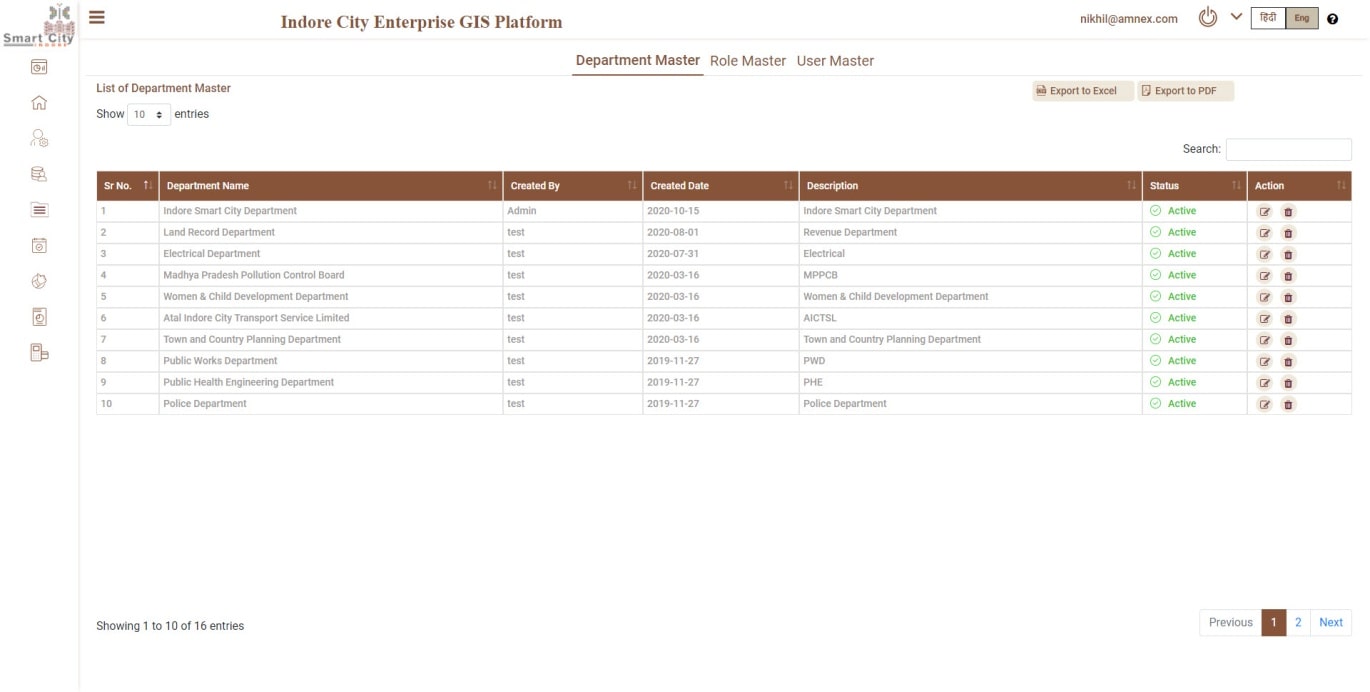 Smart City
INDORE
Indore City Enterprise GIS Platform
nikhil@amnex.com
हिंदी Eng
Department Master Role Master User Master
List of Department Master
Export to Excel Export to PDF
Show 10 entries
Search:
Sr No. Department Name Created By Created Date Description Status Action
1 Indore Smart City Department Admin 2020-10-15 Indore Smart City Department Active
2 Land Record Department test 2020-08-01 Revenue Department Active
3 Electrical Department test 2020-07-31 Electrical Active
4 Madhya Pradesh Pollution Control Board test 2020-03-16 MPPCB Active
5 Women & Child Development Department test 2020-03-16 Women & Child Development Department Active
6 Atal Indore City Transport Service Limited test 2020-03-16 AICTSL Active
7 Town and Country Planning Department test 2020-03-16 Town and Country Planning Department Active
8 Public Works Department test 2019-11-27 PWD Active
9 Public Health Engineering Department test 2019-11-27 PHE Active
10 Police Department test 2019-11-27 Police Department Active
Showing 1 to 10 of 16 entries
Previous 1 2 Next